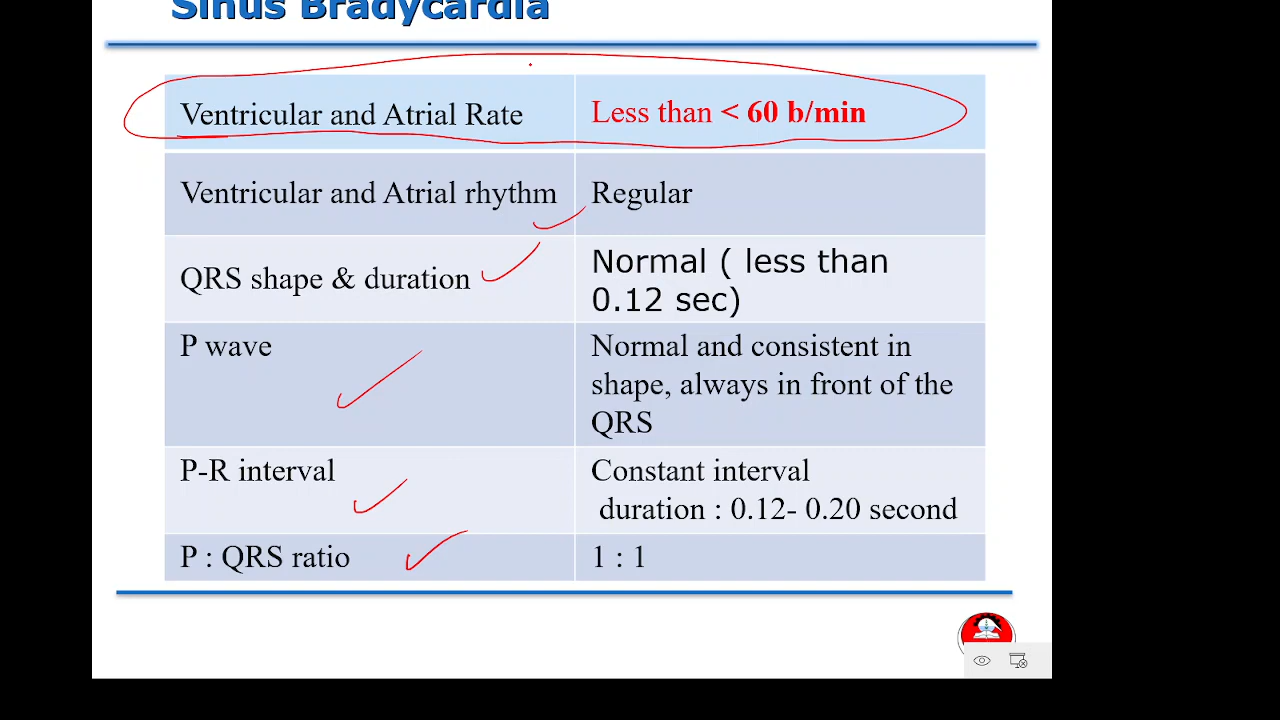 Sinus Bradycardia
Ventricular and Atrial Rate
Less than < 60 b/min
Ventricular and Atrial rhythm
Regular
QRS shape & duration
Normal ( less than
0.12 sec)
P wave
Normal and consistent in
shape, always in front of the
QRS
P-R interval
Constant interval
duration : 0.12- 0.20 second
P : QRS ratio
1 : 1